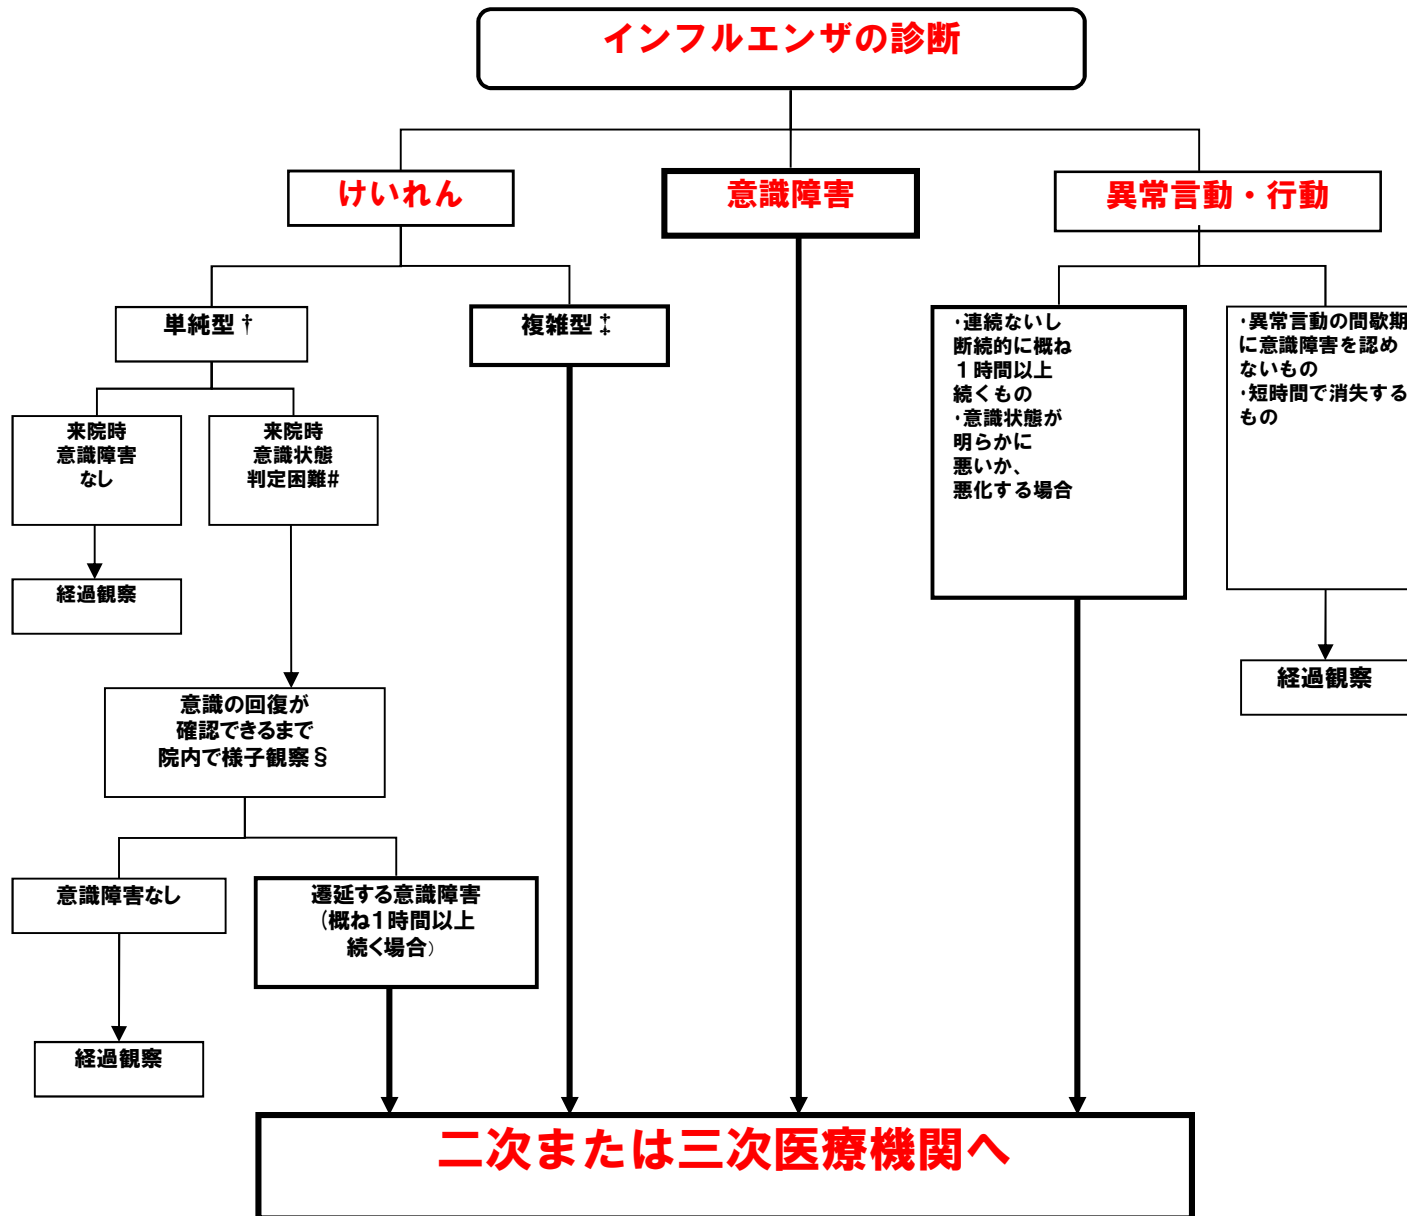 インフルエンザの診断
けいれん
意識障害
異常言動・行動
単純型†
複雑型‡
・連続ないし
断続的に概ね
1時間以上
続くもの
・意識状態が
明らかに
悪いか、
悪化する場合
・異常言動の間歇期
に意識障害を認め
ないもの
・短時間で消失する
もの
来院時
意識障害
なし
来院時
意識状態
判定困難#
経過観察
経過観察
意識の回復が
確認できるまで
院内で様子観察§
意識障害なし
遷延する意識障害
(概ね1時間以上
続く場合)
経過観察
二次または三次医療機関へ